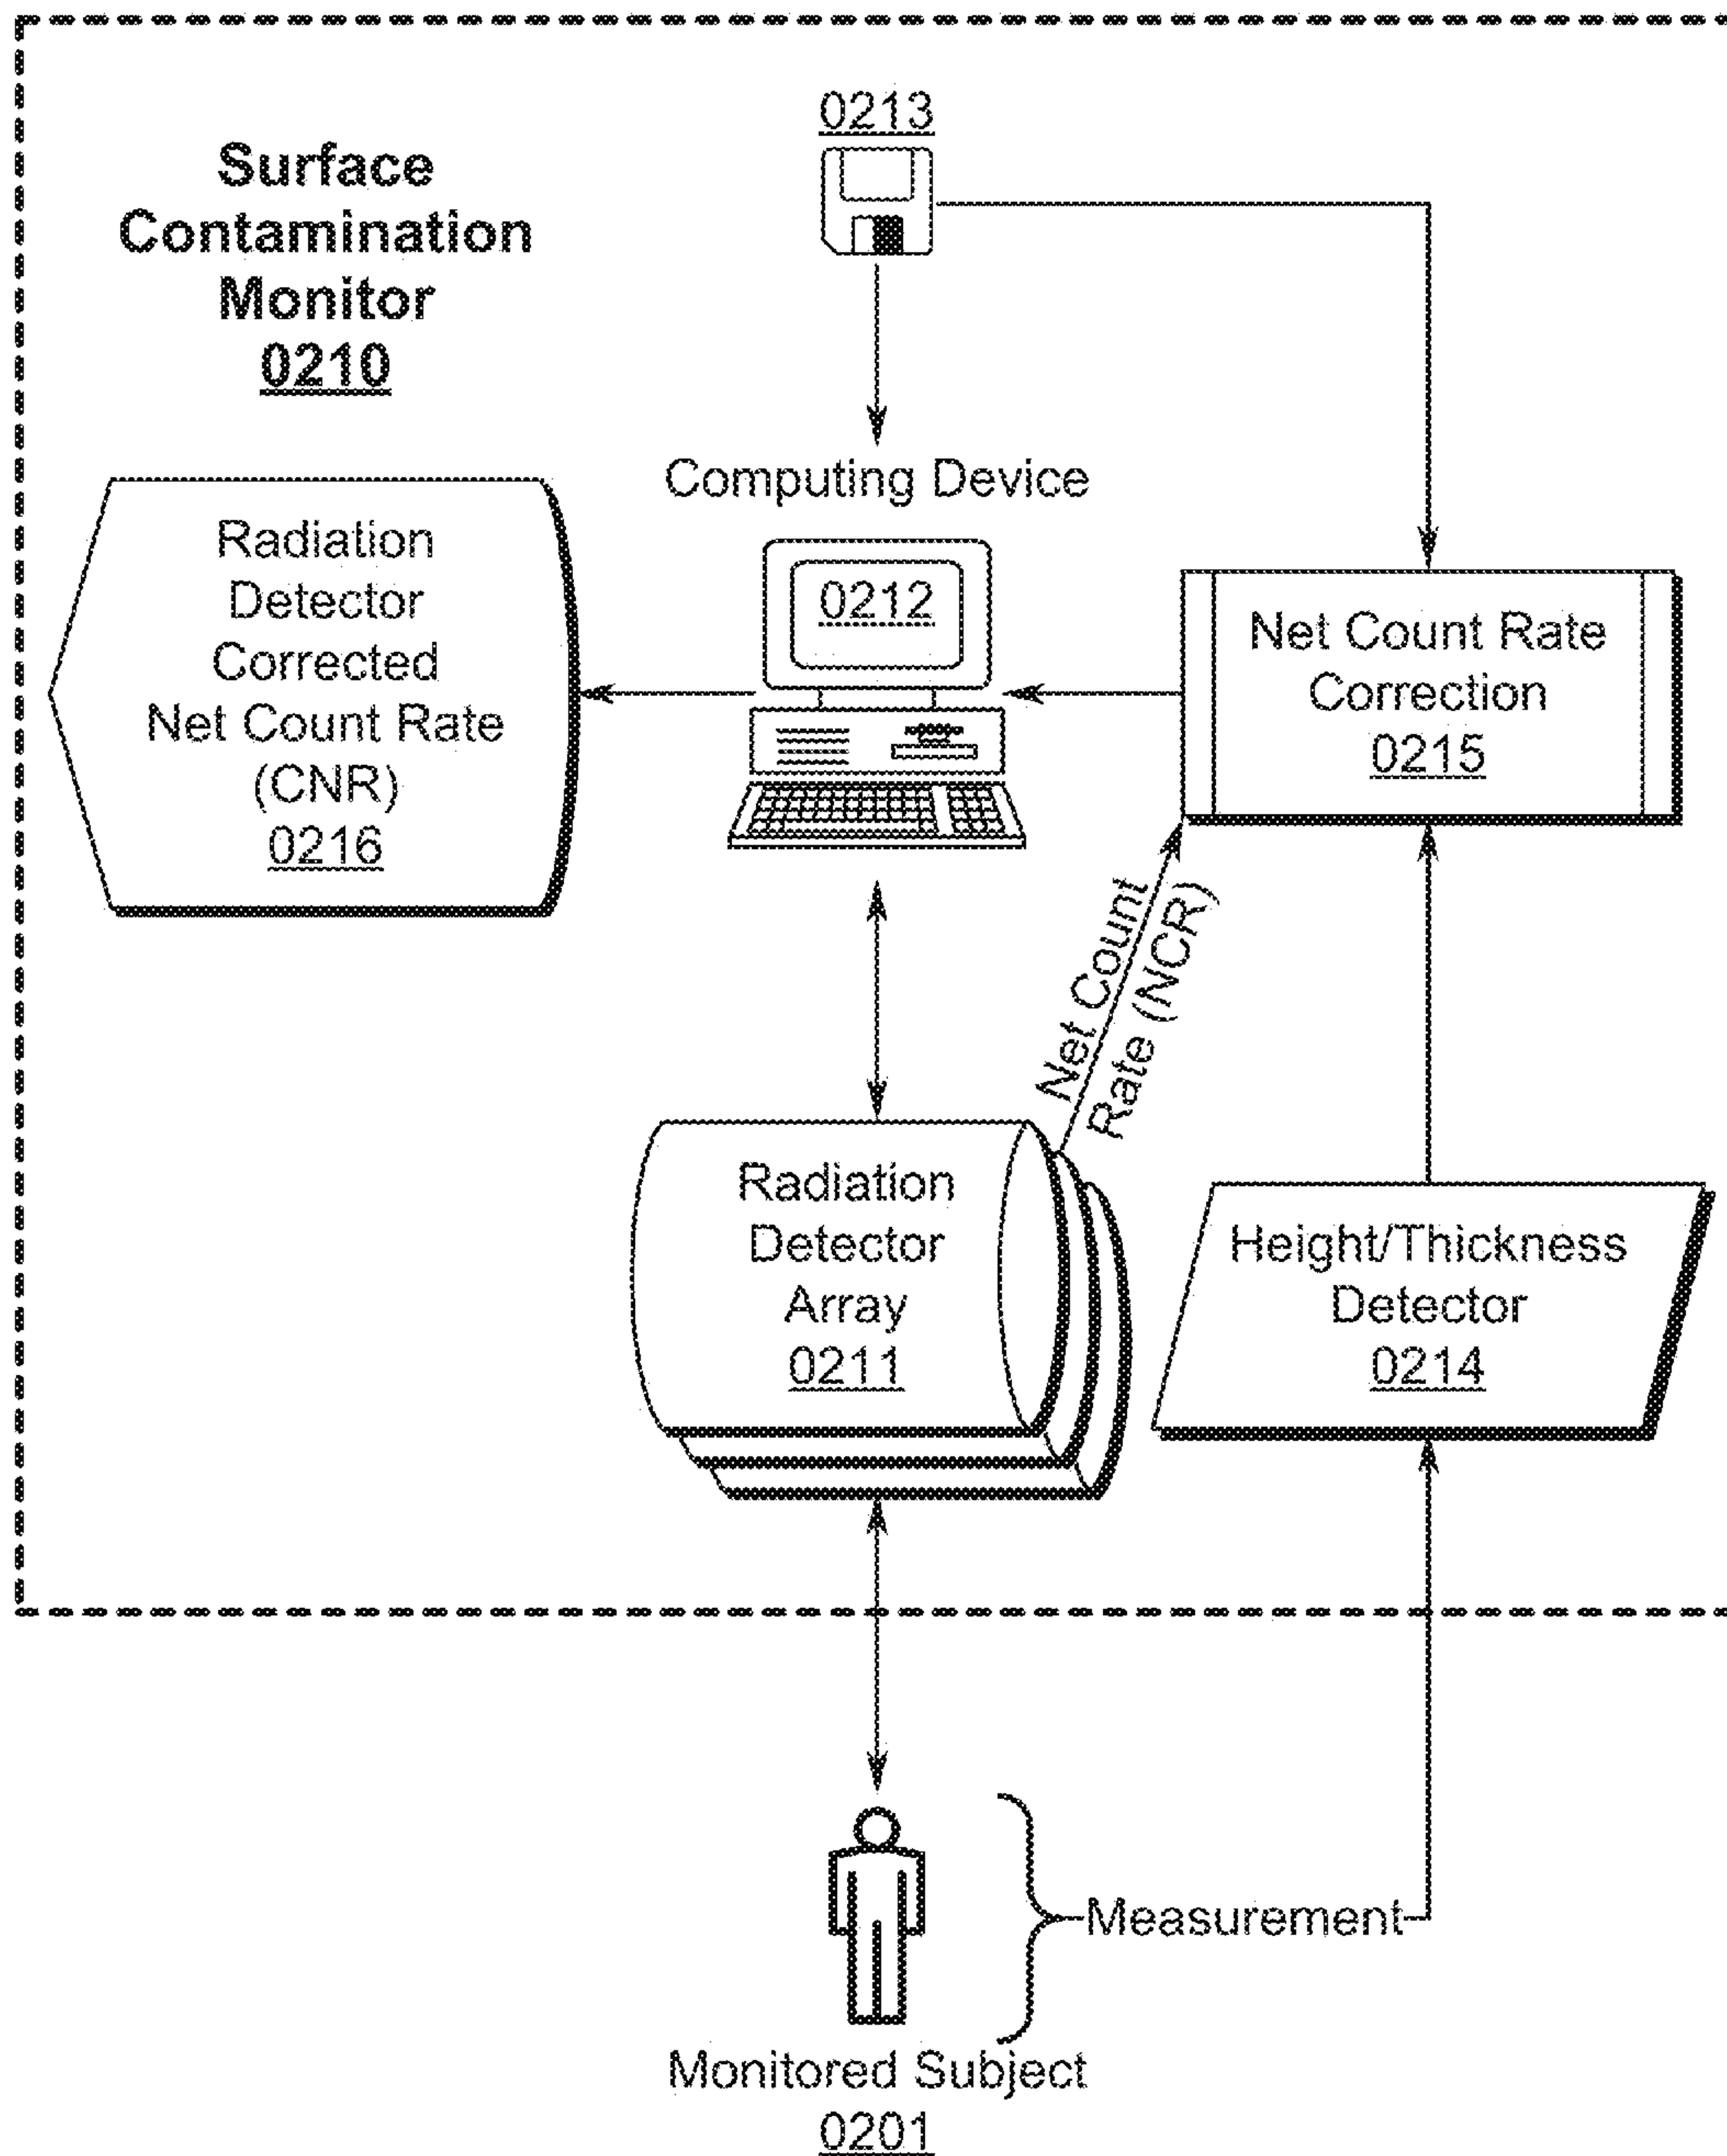 0213
Surface
Contamination
Monitor
0210
Computing Device
0212
Radiation
Detector
Corrected
Net Count Rate
(CNR)
0216
Net Count Rate
Correction
0215
Net Count
Rate (NCR)
Radiation
Detector
Array
0211
Height/Thickness
Detector
0214
Measurement
Monitored Subject
0201